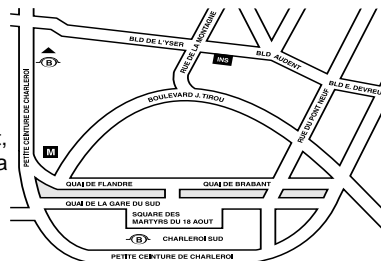 BLD DE L'YSER
RUE DE LA MONTAGNE
INS
BLD AUDENT
BLD E. DEVREU
B
PETITE CEINTURE DE CHARLEROI
BOULEVARD J. TIROU
RUE DU PONT NEUF
t,
a
M
QUAI DE FLANDRE
QUAI DE BRABANT
QUAI DE LA GARE DU SUD
SQUARE DES
MARTYRS DU 18 AOUT
B
CHARLEROI SUD
PETITE CEINTURE DE CHARLEROI